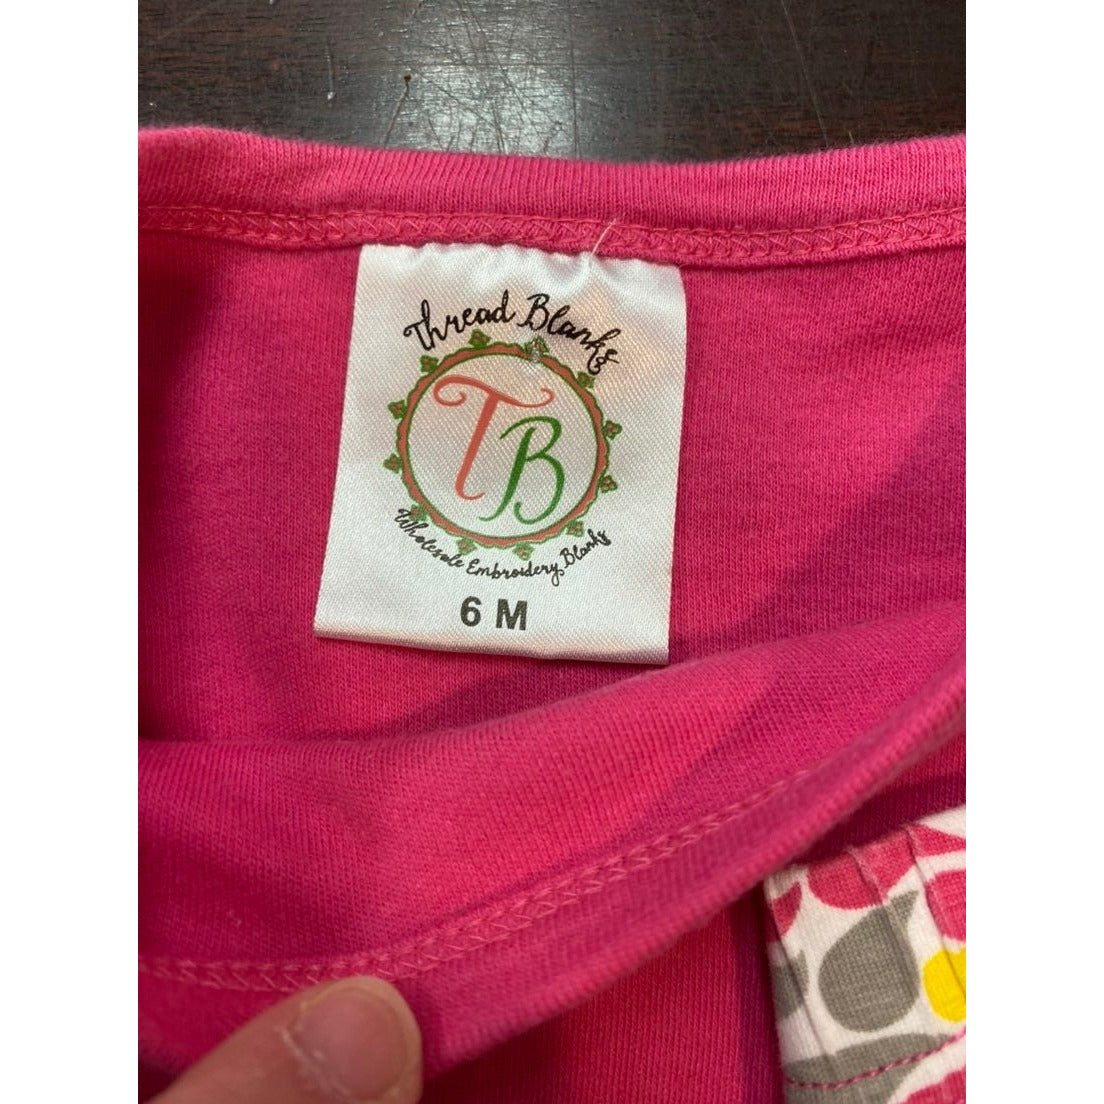 Thread Blanks
TB
Wholesale Embroidery Blanks
6 M